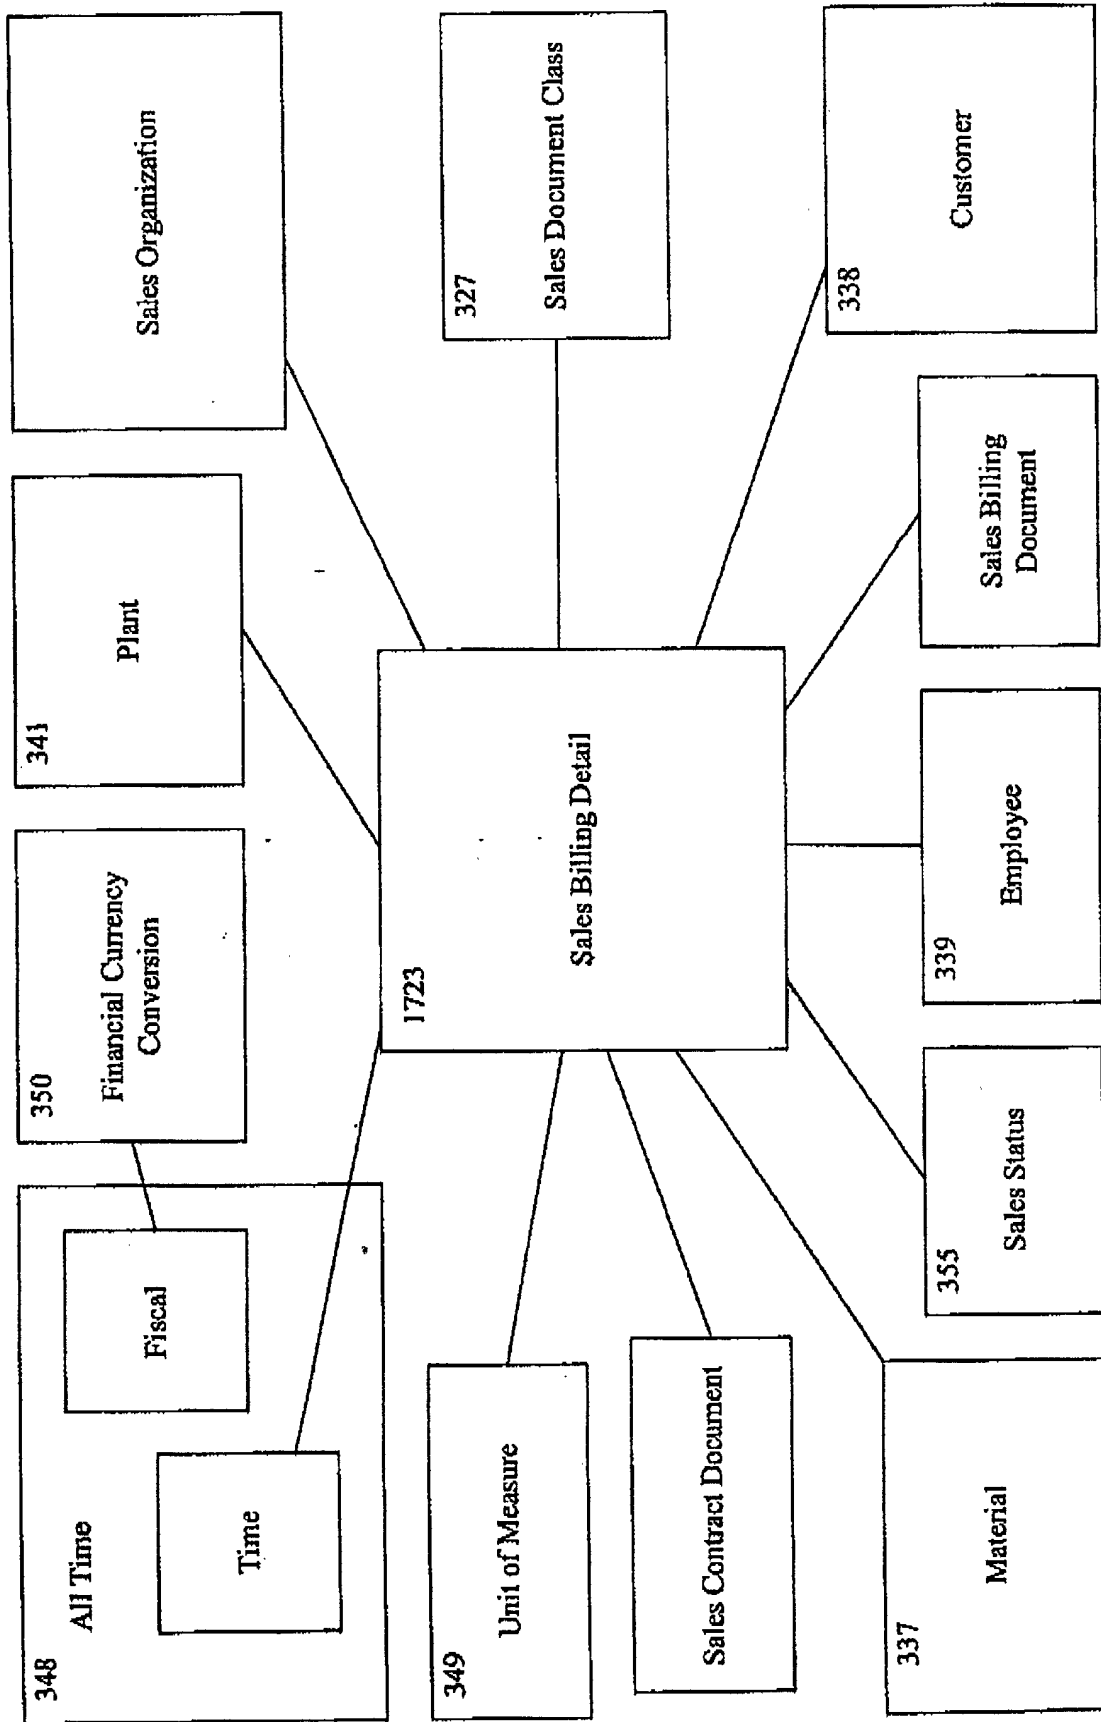 348
All Time
Time
Fiscal
350
Financial Currency
Conversion
341
Plant
Sales Organization
349
Unit of Measure
1723
Sales Billing Detail
327
Sales Document Class
Sales Contract Document
337
Material
355
Sales Status
339
Employee
Sales Billing
Document
338
Customer